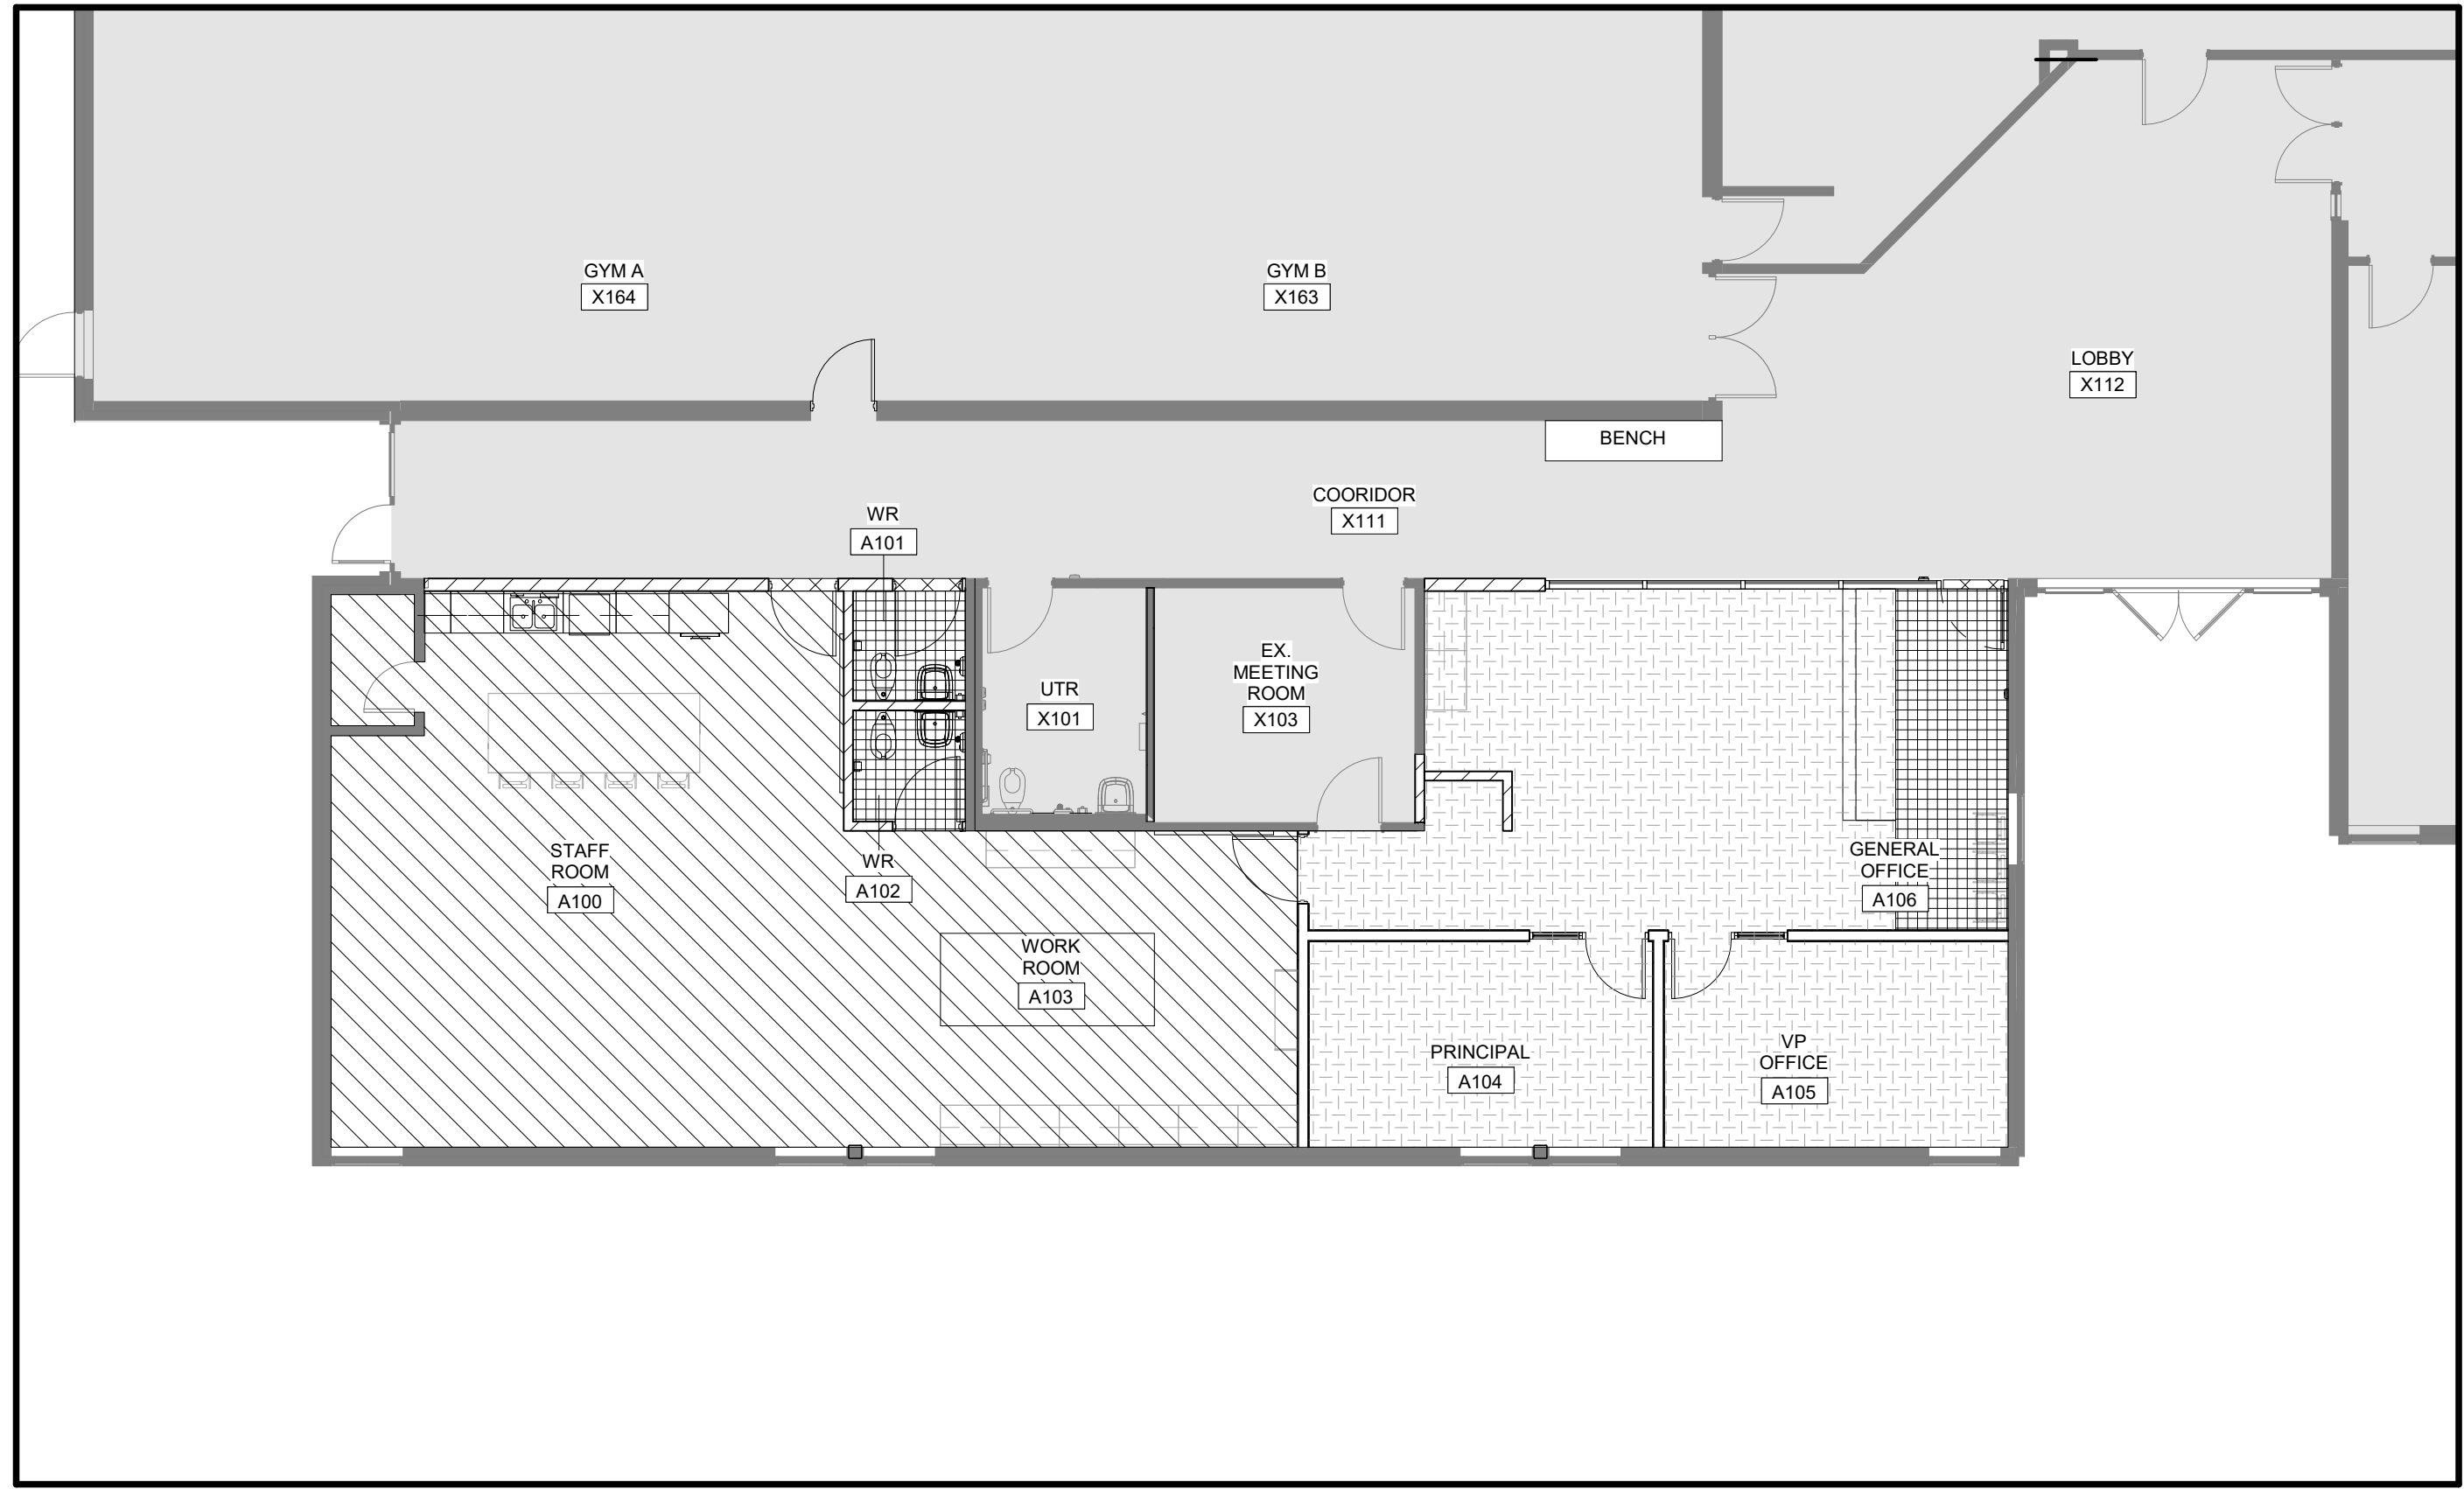 GYM A
X164
GYM B
X163
LOBBY
X112
BENCH
COORIDOR
X111
WR
A101
EX.
MEETING
ROOM
X103
UTR
X101
STAFF
ROOM
A100
WR
A102
GENERAL
OFFICE
A106
WORK
ROOM
A103
PRINCIPAL
A104
VP
OFFICE
A105